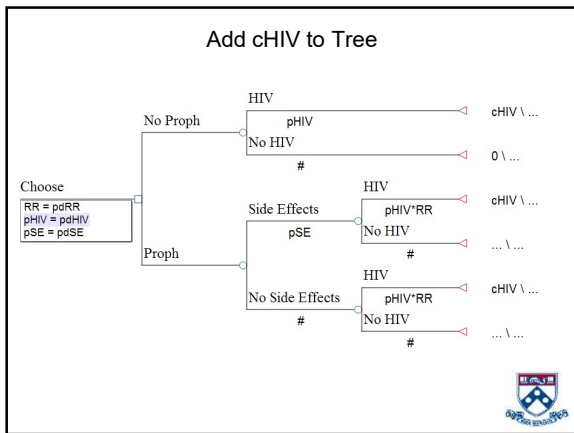 Add cHIV to Tree
HIV
cHIV \ ...
No Proph
pHIV
No HIV
0 \ ...
#
Choose
RR = pdRR
pHIV = pdHIV
pSE = pdSE
HIV
cHIV \ ...
Side Effects
pHIV*RR
pSE
No HIV
... \ ...
#
Proph
HIV
cHIV \ ...
No Side Effects
pHIV*RR
#
No HIV
... \ ...
#